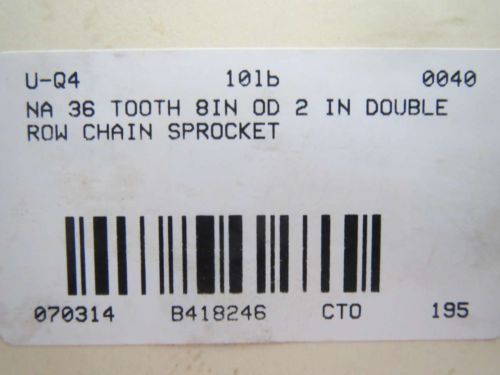 U-Q4 10lb 0040
NA 36 TOOTH 8IN OD 2 IN DOUBLE
ROW CHAIN SPROCKET
070314 B418246 CTO 195